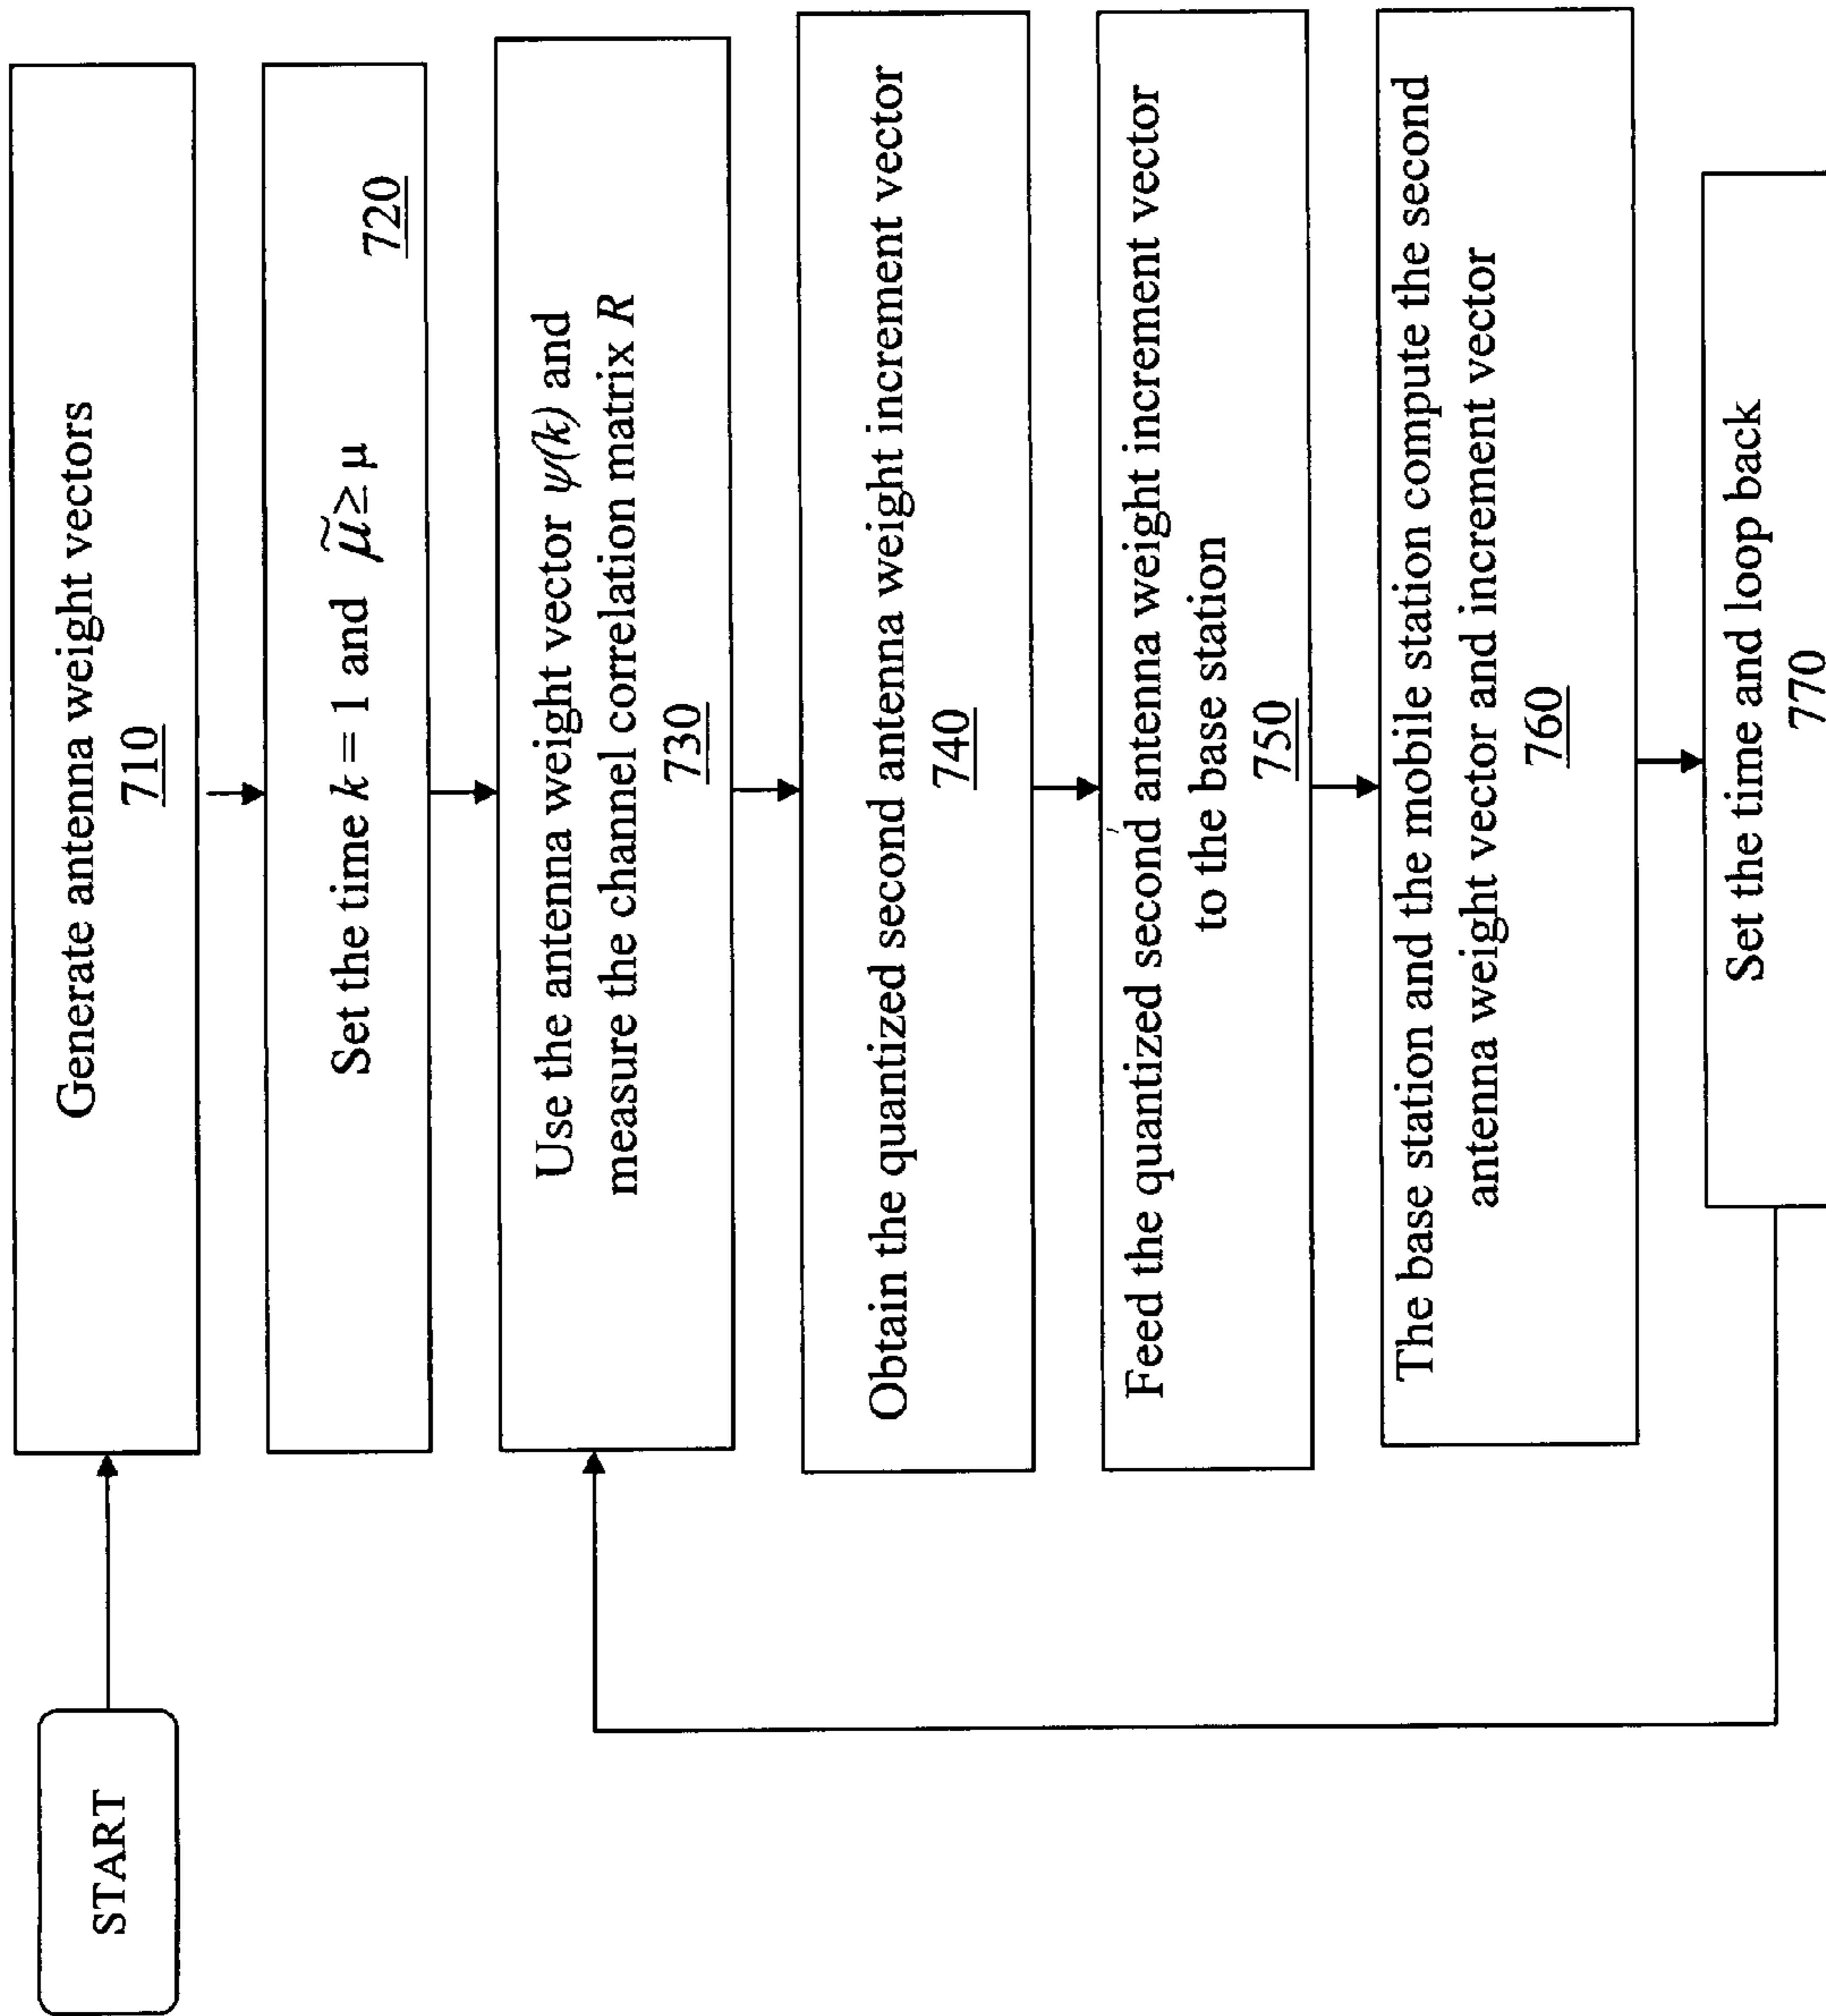 START
Generate antenna weight vectors
710
Set the time k = 1 and μ̃ ≥ μ
720
Use the antenna weight vector ψ(k) and
measure the channel correlation matrix R
730
Obtain the quantized second antenna weight increment vector
740
Feed the quantized second antenna weight increment vector
to the base station
750
The base station and the mobile station compute the second
antenna weight vector and increment vector
760
Set the time and loop back
770